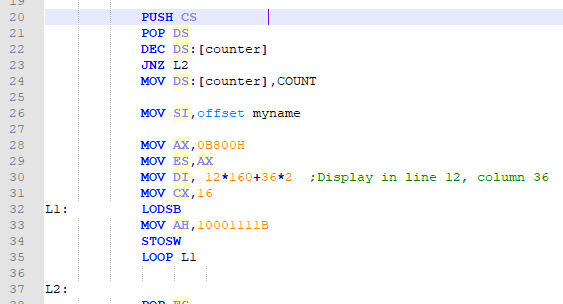 19
20 PUSH CS
21 POP DS
22 DEC DS:[counter]
23 JNZ L2
24 MOV DS:[counter],COUNT
25
26 MOV SI,offset myname
27
28 MOV AX,0B800H
29 MOV ES,AX
30 MOV DI, 12*160+36*2 ;Display in line 12, column 36
31 MOV CX,16
32 L1: LODSB
33 MOV AH,10001111B
34 STOSW
35 LOOP L1
36
37 L2:
38 POP ES